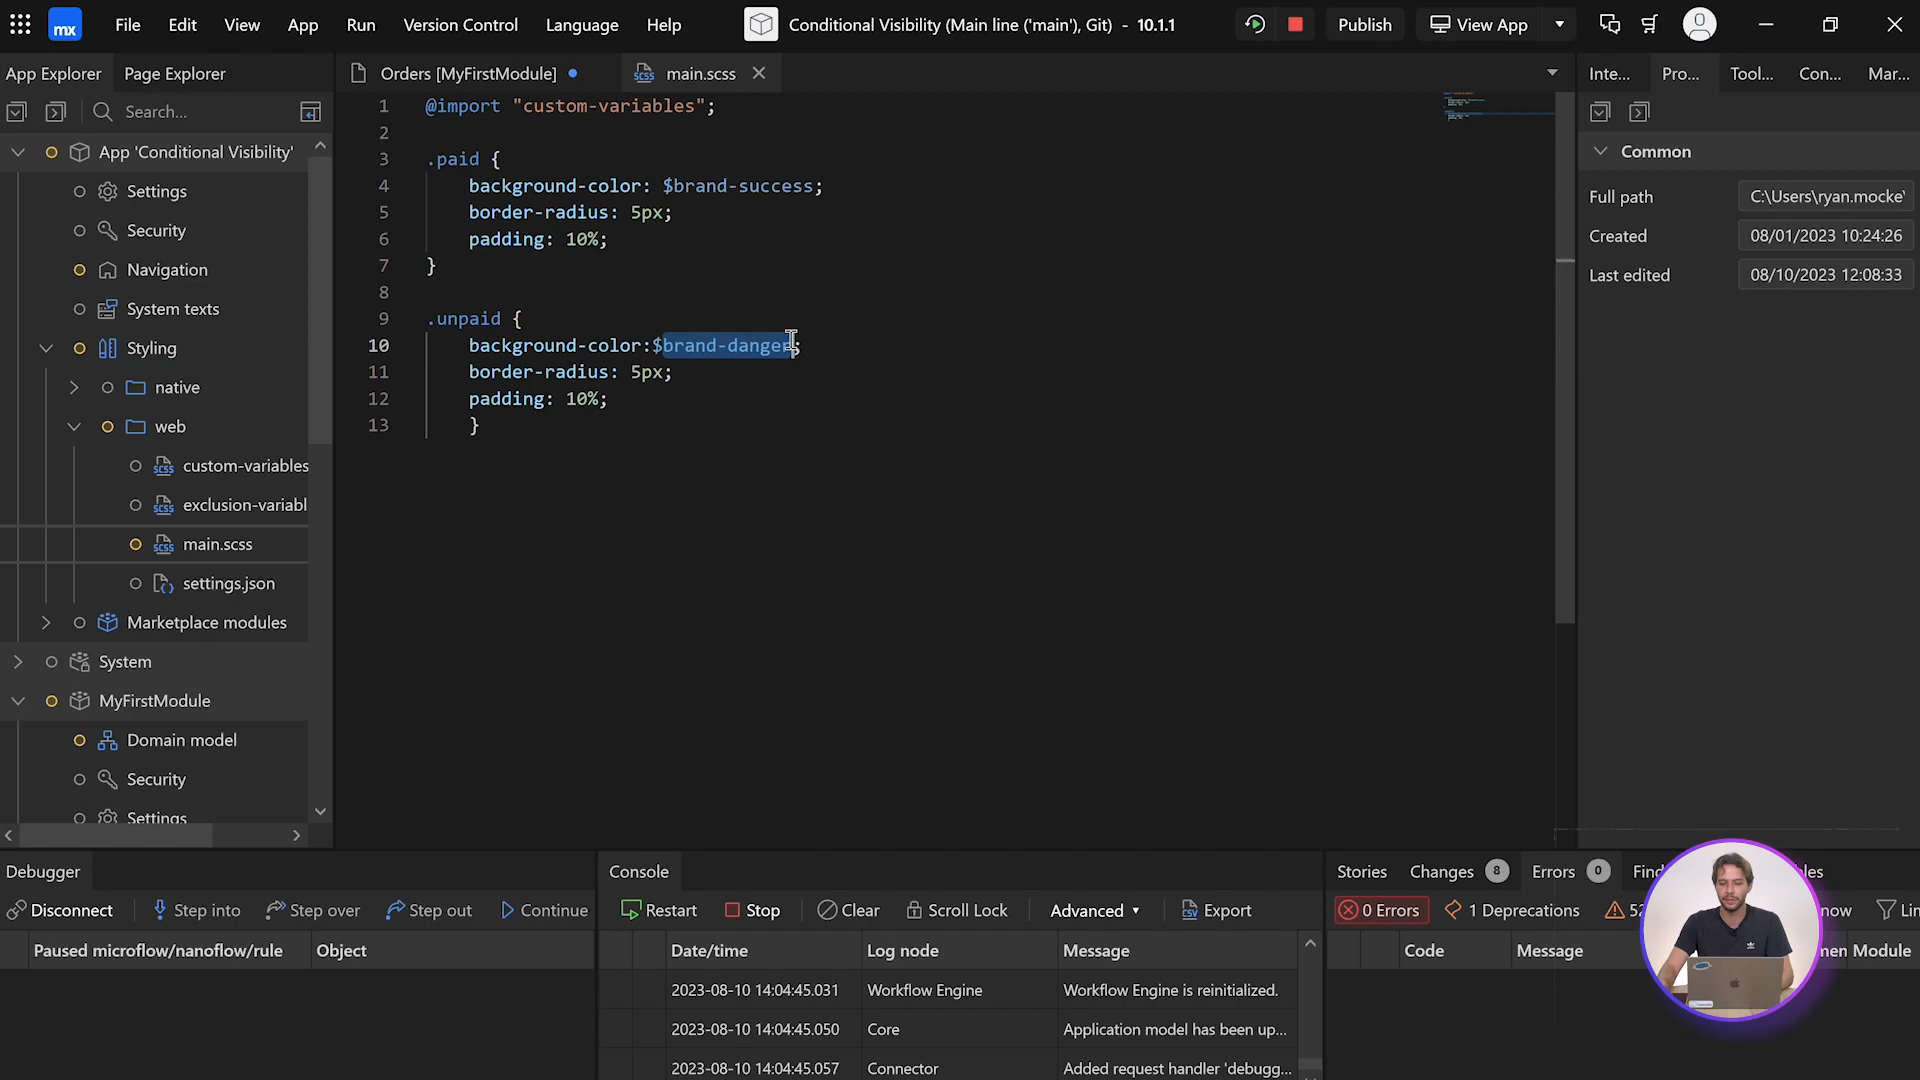 mx File Edit View App Run Version Control Language Help Conditional Visibility (Main line ('main'), Git) - 10.1.1 Publish View App O
App Explorer Page Explorer Orders [MyFirstModule] main.scss Inte... Pro... Tool... Con... Mar...
Search...
1 @import "custom-variables";
2
3 .paid {
4 background-color: $brand-success;
5 border-radius: 5px;
6 padding: 10%;
7 }
8
9 .unpaid {
10 background-color:$brand-danger;
11 border-radius: 5px;
12 padding: 10%;
13 }
App 'Conditional Visibility'
Settings
Security
Navigation
System texts
Styling
native
web
custom-variables
exclusion-variabl
main.scss
settings.json
Marketplace modules
System
MyFirstModule
Domain model
Security
Settings
Common
Full path C:\Users\ryan.mocke
Created 08/01/2023 10:24:26
Last edited 08/10/2023 12:08:33
Debugger
Disconnect Step into Step over Step out Continue
Paused microflow/nanoflow/rule Object
Console
Restart Stop Clear Scroll Lock Advanced Export
Date/time Log node Message
2023-08-10 14:04:45.031 Workflow Engine Workflow Engine is reinitialized.
2023-08-10 14:04:45.050 Core Application model has been up...
2023-08-10 14:04:45.057 Connector Added request handler 'debugg...
Stories Changes 8 Errors 0
0 Errors 1 Deprecations
Code Message Module